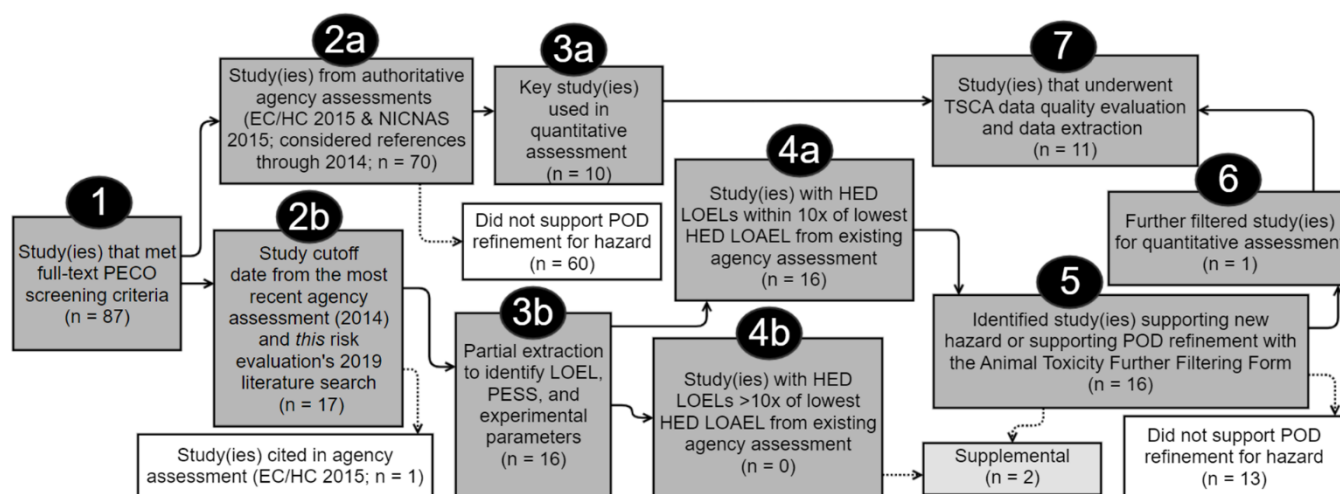 1
Study(ies) that met
full-text PECO
screening criteria
(n = 87)
2a
Study(ies) from authoritative
agency assessments
(EC/HC 2015 & NICNAS
2015; considered references
through 2014; n = 70)
2b
Study cutoff
date from the most
recent agency
assessment (2014)
and this risk
evaluation's 2019
literature search
(n = 17)
Study(ies) cited in agency
assessment (EC/HC 2015; n = 1)
3a
Key study(ies)
used in
quantitative
assessment
(n = 10)
Did not support POD
refinement for hazard
(n = 60)
3b
Partial extraction
to identify LOEL,
PESS, and
experimental
parameters
(n = 16)
4a
Study(ies) with HED
LOELs within 10x of lowest
HED LOAEL from existing
agency assessment
(n = 16)
4b
Study(ies) with HED
LOELs >10x of lowest
HED LOAEL from existing
agency assessment
(n = 0)
7
Study(ies) that underwent
TSCA data quality evaluation
and data extraction
(n = 11)
6
Further filtered study(ies)
for quantitative assessment
(n = 1)
5
Identified study(ies) supporting new
hazard or supporting POD refinement with
the Animal Toxicity Further Filtering Form
(n = 16)
Supplemental
(n = 2)
Did not support POD
refinement for hazard
(n = 13)